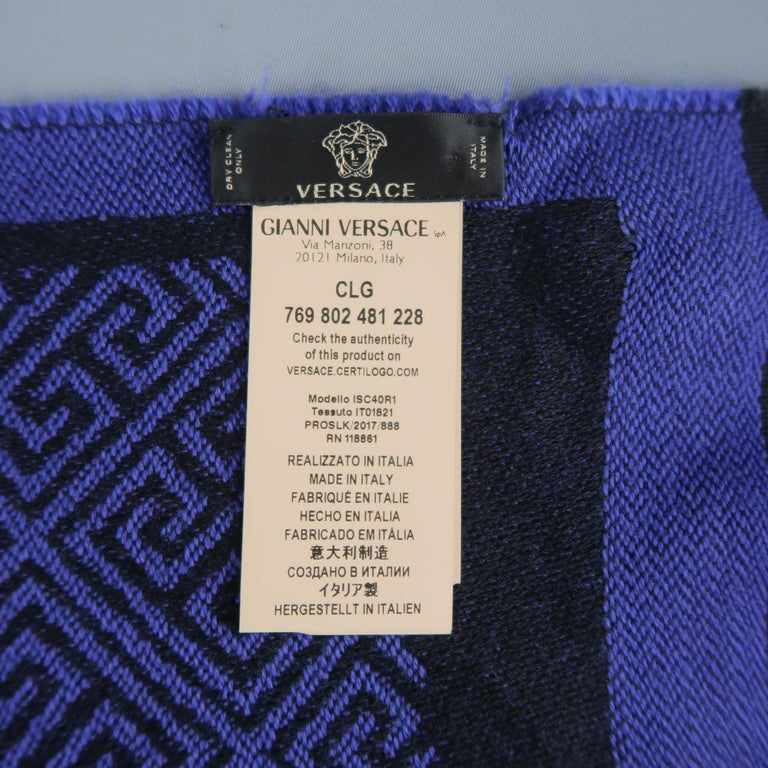 DRY CLEAN
ONLY
VERSACE
MADE IN
ITALY
GIANNI VERSACE SpA
Via Manzoni, 38
20121 Milano, Italy
CLG
769 802 481 228
Check the authenticity
of this product on
VERSACE.CERTILOGO.COM
Modello ISC40R1
Tessuto IT01821
PROSLK/2017/888
RN 118861
REALIZZATO IN ITALIA
MADE IN ITALY
FABRIQUÉ EN ITALIE
HECHO EN ITALIA
FABRICADO EM ITÁLIA
意大利制造
СОЗДАНО В ИТАЛИИ
イタリア製
HERGESTELLT IN ITALIEN